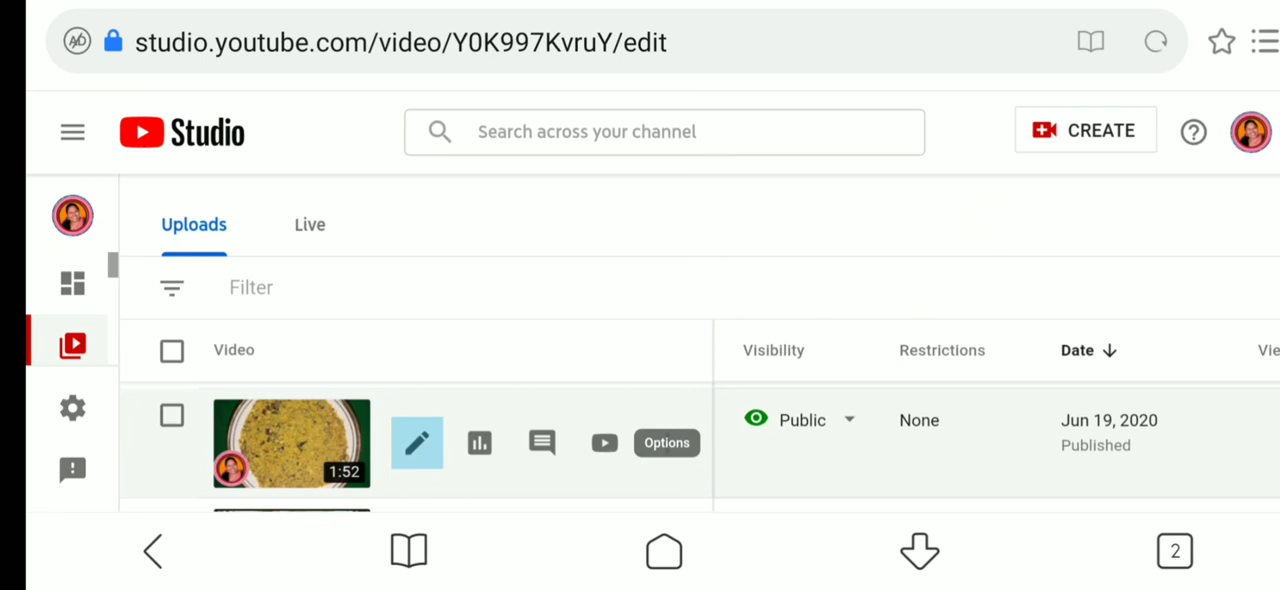 studio.youtube.com/video/Y0K997KvruY/edit
Studio
Search across your channel
CREATE
Uploads
Live
Filter
Video
Visibility
Restrictions
Date
Vie
1:52
Options
Public
None
Jun 19, 2020
Published
2